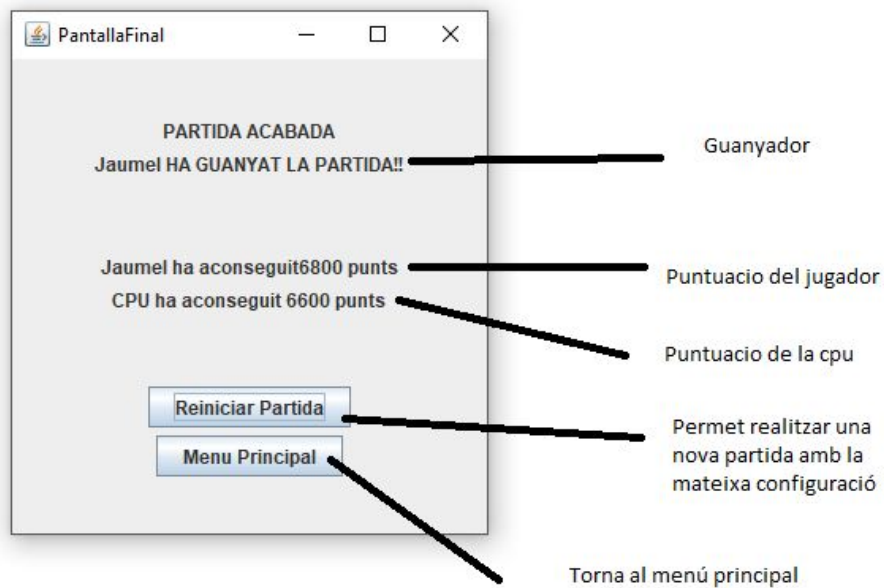 PantallaFinal
PARTIDA ACABADA
Jaumel HA GUANYAT LA PARTIDA!!
Guanyador
Jaumel ha aconseguit6800 punts
Puntuacio del jugador
CPU ha aconseguit 6600 punts
Puntuacio de la cpu
Reiniciar Partida
Permet realitzar una
nova partida amb la
mateixa configuració
Menu Principal
Torna al menú principal